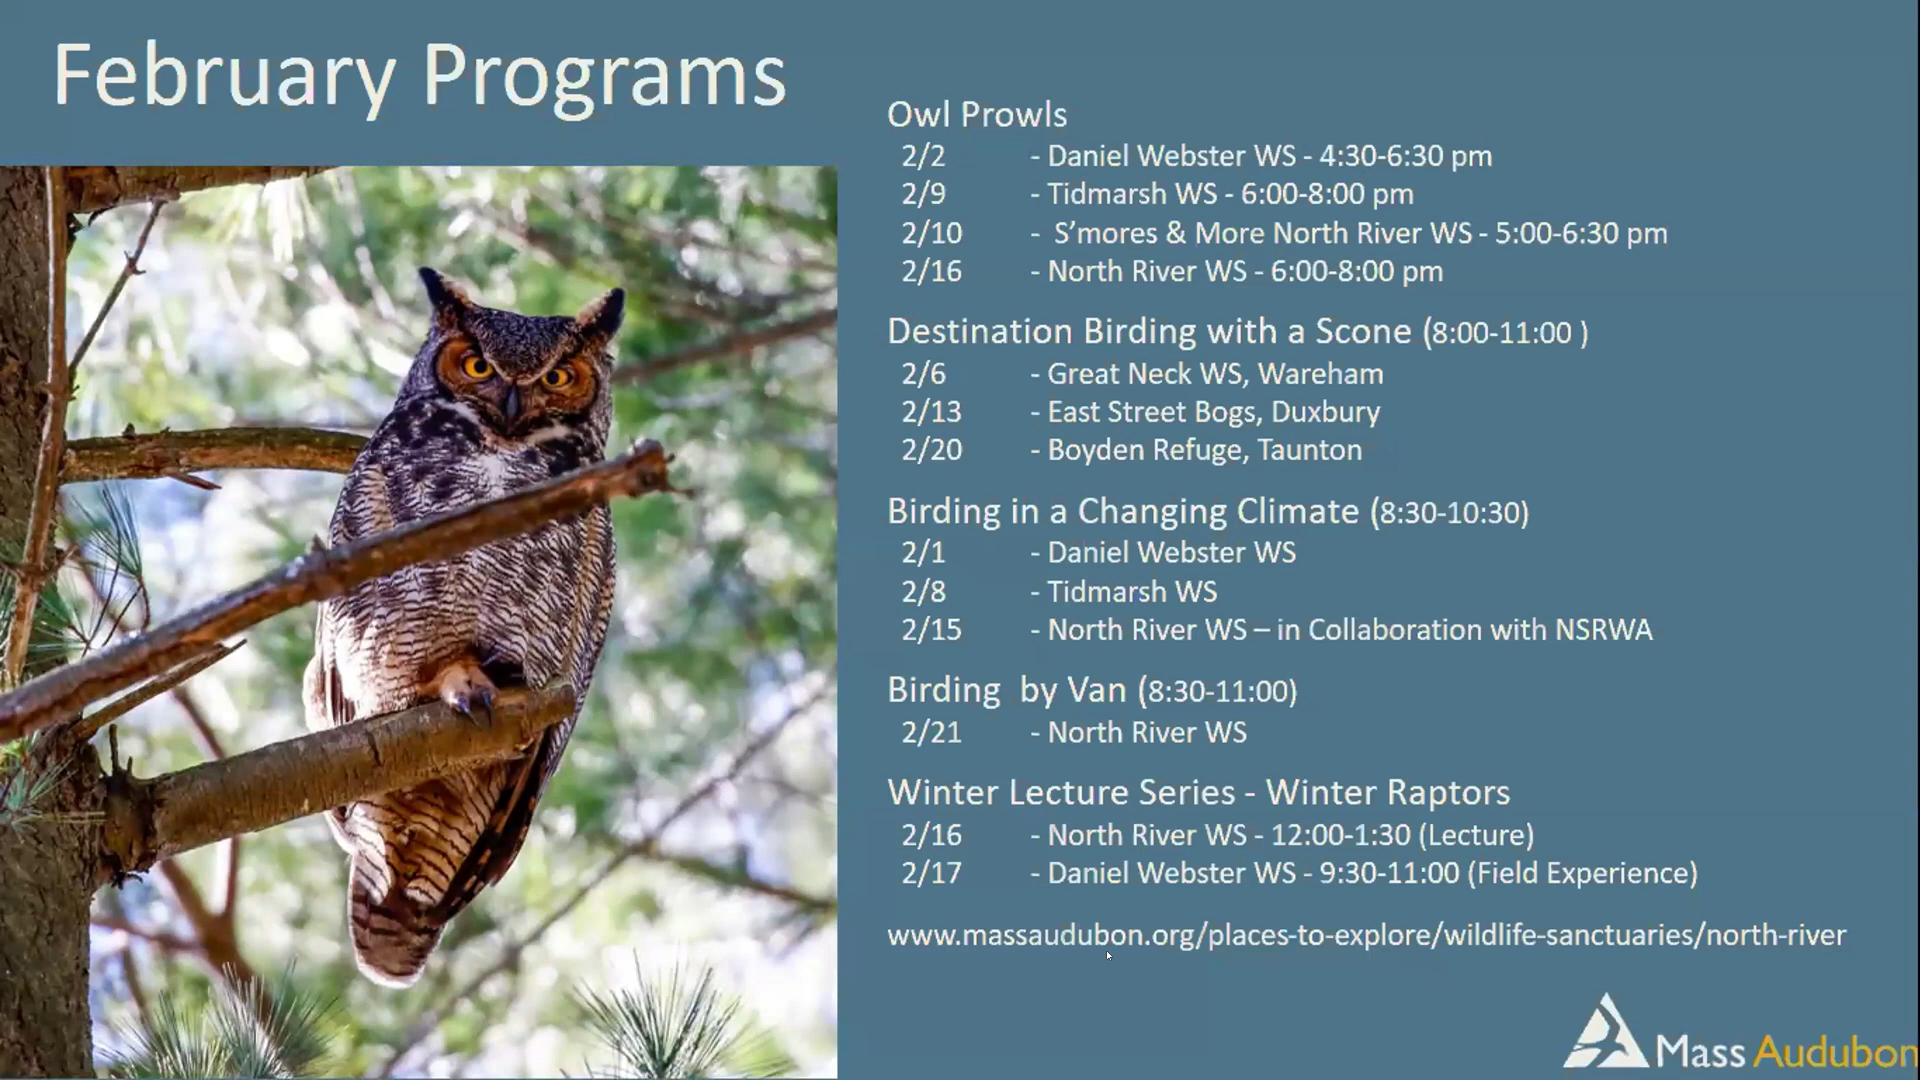 February Programs
Owl Prowls
2/2 - Daniel Webster WS - 4:30-6:30 pm
2/9 - Tidmarsh WS - 6:00-8:00 pm
2/10 - S’mores & More North River WS - 5:00-6:30 pm
2/16 - North River WS - 6:00-8:00 pm
Destination Birding with a Scone (8:00-11:00 )
2/6 - Great Neck WS, Wareham
2/13 - East Street Bogs, Duxbury
2/20 - Boyden Refuge, Taunton
Birding in a Changing Climate (8:30-10:30)
2/1 - Daniel Webster WS
2/8 - Tidmarsh WS
2/15 - North River WS – in Collaboration with NSRWA
Birding by Van (8:30-11:00)
2/21 - North River WS
Winter Lecture Series - Winter Raptors
2/16 - North River WS - 12:00-1:30 (Lecture)
2/17 - Daniel Webster WS - 9:30-11:00 (Field Experience)
www.massaudubon.org/places-to-explore/wildlife-sanctuaries/north-river
Mass Audubon